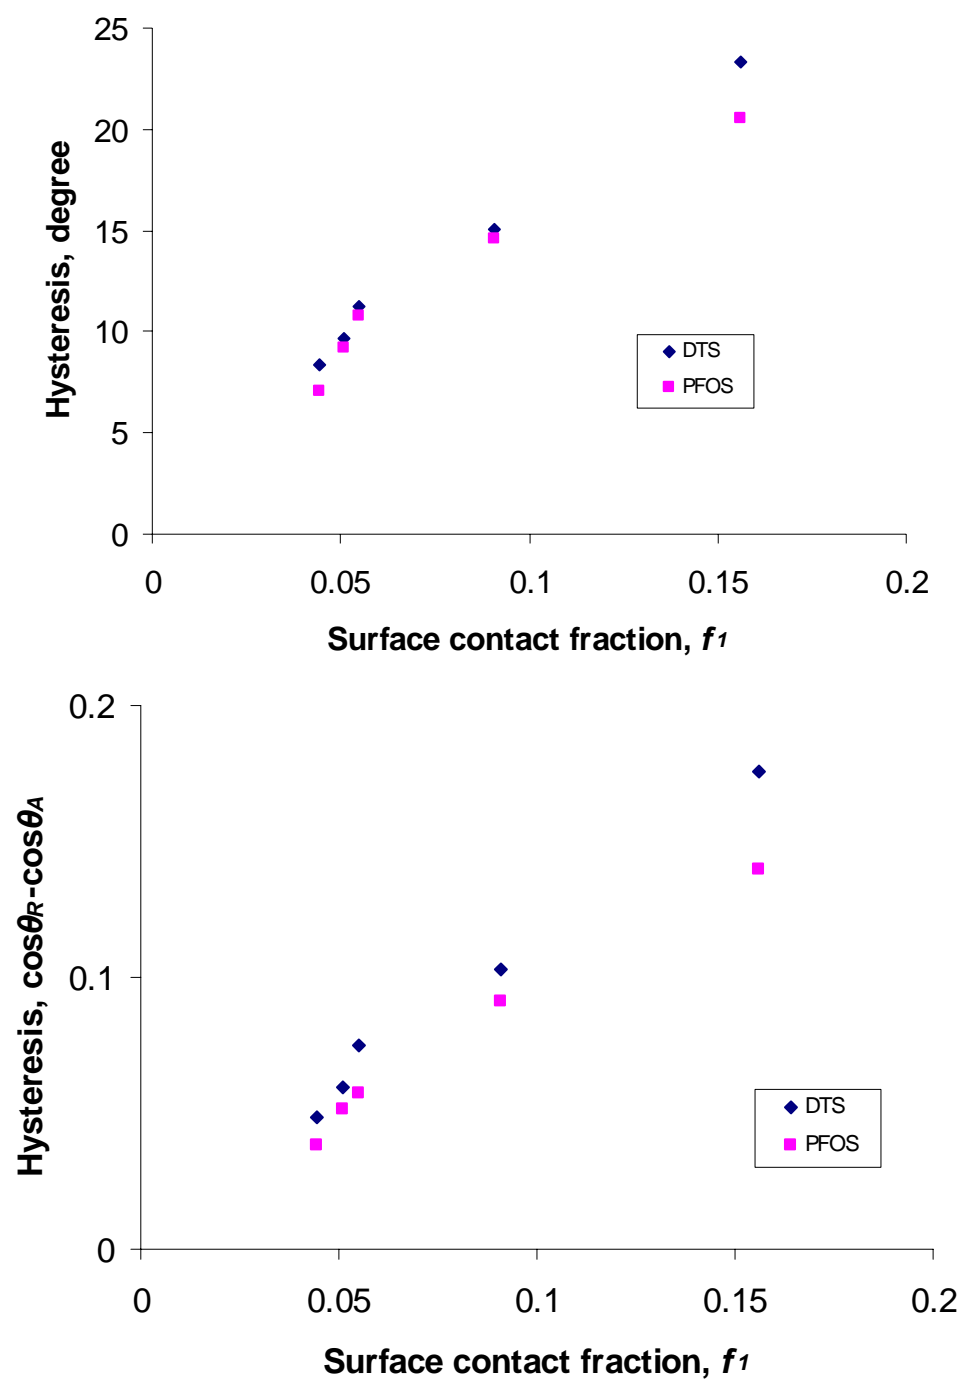 25
20
15
10
5
0
Hysteresis, degree
DTS
PFOS
0 0.05 0.1 0.15 0.2
Surface contact fraction, f1
0.2
0.1
0
Hysteresis, cosθR-cosθA
DTS
PFOS
0 0.05 0.1 0.15 0.2
Surface contact fraction, f1